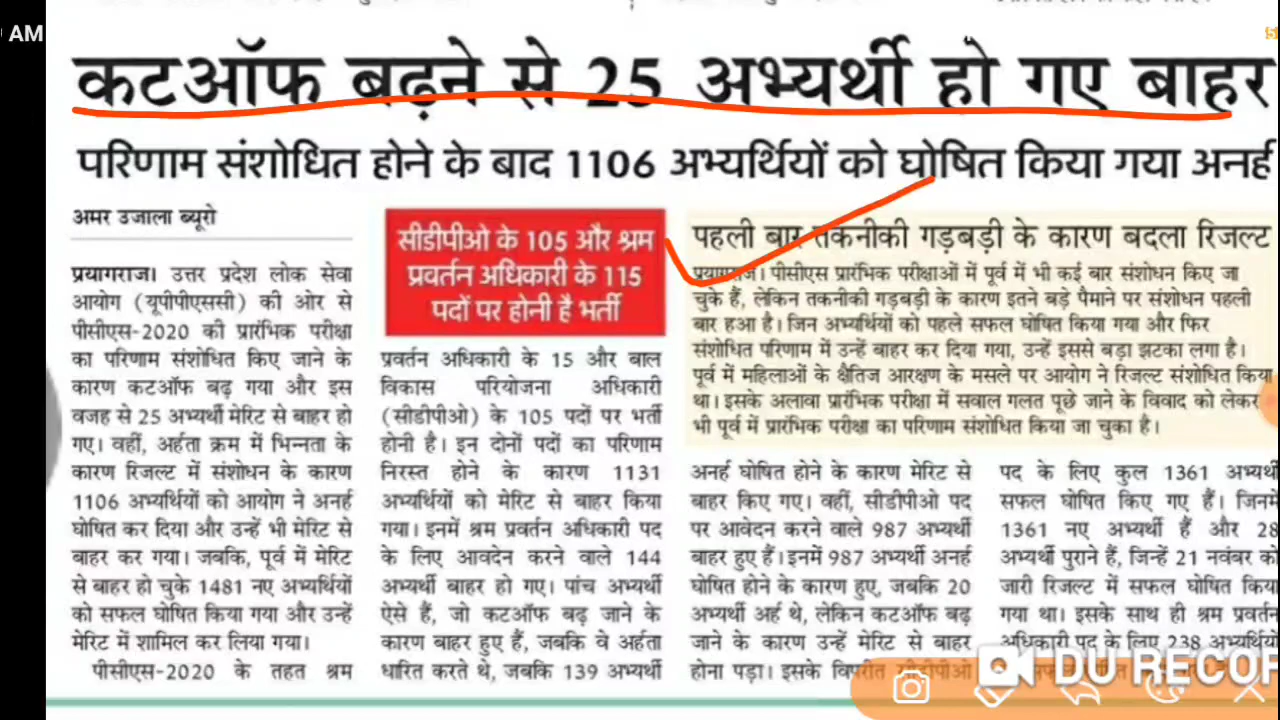 AM
कटऑफ बढ़ने से 25 अभ्यर्थी हो गए बाहर
परिणाम संशोधित होने के बाद 1106 अभ्यर्थियों को घोषित किया गया अनर्ह
अमर उजाला ब्यूरो
प्रयागराज। उत्तर प्रदेश लोक सेवा
आयोग (यूपीपीएससी) की ओर से
पीसीएस-2020 की प्रारंभिक परीक्षा
का परिणाम संशोधित किए जाने के
कारण कटऑफ बढ़ गया और इस
वजह से 25 अभ्यर्थी मेरिट से बाहर हो
गए। वहीं, अर्हता क्रम में भिन्नता के
कारण रिजल्ट में संशोधन के कारण
1106 अभ्यर्थियों को आयोग ने अनर्ह
घोषित कर दिया और उन्हें भी मेरिट से
बाहर कर गया। जबकि, पूर्व में मेरिट
से बाहर हो चुके 1481 नए अभ्यर्थियों
को सफल घोषित किया गया और उन्हें
मेरिट में शामिल कर लिया गया।
पीसीएस-2020 के तहत श्रम
सीडीपीओ के 105 और श्रम
प्रवर्तन अधिकारी के 115
पदों पर होनी है भर्ती
प्रवर्तन अधिकारी के 15 और बाल
विकास परियोजना अधिकारी
(सीडीपीओ) के 105 पदों पर भर्ती
होनी है। इन दोनों पदों का परिणाम
निरस्त होने के कारण 1131
अभ्यर्थियों को मेरिट से बाहर किया
गया। इनमें श्रम प्रवर्तन अधिकारी पद
के लिए आवदेन करने वाले 144
अभ्यर्थी बाहर हो गए। पांच अभ्यर्थी
ऐसे हैं, जो कटऑफ बढ़ जाने के
कारण बाहर हुए हैं, जबकि वे अर्हता
धारित करते थे, जबकि 139 अभ्यर्थी
पहली बार तकनीकी गड़बड़ी के कारण बदला रिजल्ट
प्रयागराज। पीसीएस प्रारंभिक परीक्षाओं में पूर्व में भी कई बार संशोधन किए जा
चुके हैं, लेकिन तकनीकी गड़बड़ी के कारण इतने बड़े पैमाने पर संशोधन पहली
बार हुआ है। जिन अभ्यर्थियों को पहले सफल घोषित किया गया और फिर
संशोधित परिणाम में उन्हें बाहर कर दिया गया, उन्हें इससे बड़ा झटका लगा है।
पूर्व में महिलाओं के क्षैतिज आरक्षण के मसले पर आयोग ने रिजल्ट संशोधित किया
था। इसके अलावा प्रारंभिक परीक्षा में सवाल गलत पूछे जाने के विवाद को लेकर
भी पूर्व में प्रारंभिक परीक्षा का परिणाम संशोधित किया जा चुका है।
अनर्ह घोषित होने के कारण मेरिट से
बाहर किए गए। वहीं, सीडीपीओ पद
पर आवेदन करने वाले 987 अभ्यर्थी
बाहर हुए हैं। इनमें 987 अभ्यर्थी अनर्ह
घोषित होने के कारण हुए, जबकि 20
अभ्यर्थी अर्ह थे, लेकिन कटऑफ बढ़
जाने के कारण उन्हें मेरिट से बाहर
होना पड़ा। इसके विपरीत सीडीपीओ
पद के लिए कुल 1361 अभ्यर्थी
सफल घोषित किए गए हैं। जिनमें
1361 नए अभ्यर्थी हैं और 28
अभ्यर्थी पुराने हैं, जिन्हें 21 नवंबर को
जारी रिजल्ट में सफल घोषित किया
गया था। इसके साथ ही श्रम प्रवर्तन
अधिकारी पद के लिए 238 अभ्यर्थियों
DU RECOR